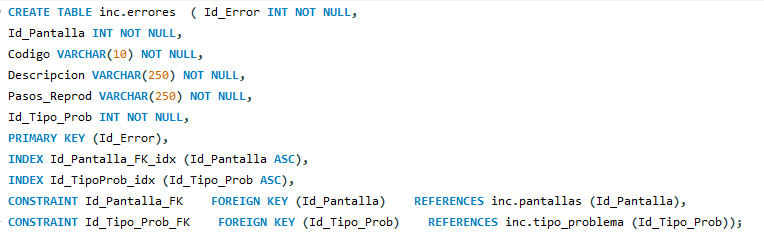 CREATE TABLE inc.errores  ( Id_Error INT NOT NULL,
Id_Pantalla INT NOT NULL,
Codigo VARCHAR(10) NOT NULL,
Descripcion VARCHAR(250) NOT NULL,
Pasos_Reprod VARCHAR(250) NOT NULL,
Id_Tipo_Prob INT NOT NULL,
PRIMARY KEY (Id_Error),
INDEX Id_Pantalla_FK_idx (Id_Pantalla ASC),
INDEX Id_TipoProb_idx (Id_Tipo_Prob ASC),
CONSTRAINT Id_Pantalla_FK    FOREIGN KEY (Id_Pantalla)    REFERENCES inc.pantallas (Id_Pantalla),
CONSTRAINT Id_Tipo_Prob_FK    FOREIGN KEY (Id_Tipo_Prob)    REFERENCES inc.tipo_problema (Id_Tipo_Prob));